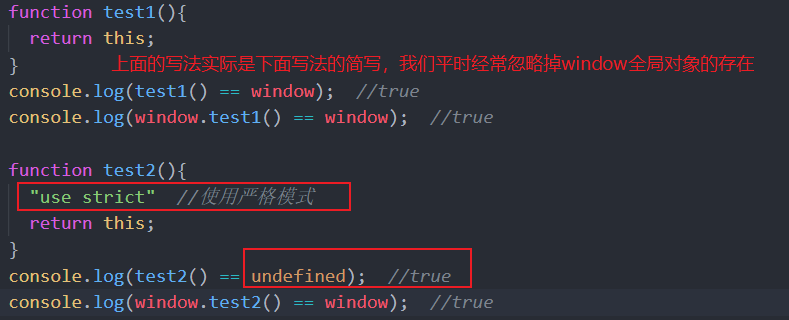 function test1(){
return this;
}
上面的写法实际是下面写法的简写，我们平时经常忽略掉window全局对象的存在
console.log(test1() == window); //true
console.log(window.test1() == window); //true
function test2(){
"use strict" //使用严格模式
return this;
}
console.log(test2() == undefined); //true
console.log(window.test2() == window); //true